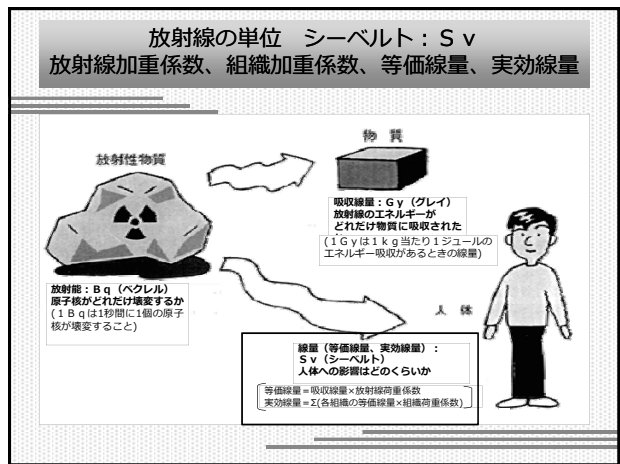 放射線の単位　シーベルト：Ｓｖ
放射線加重係数、組織加重係数、等価線量、実効線量
物 質
放射性物質
吸収線量：Ｇｙ（グレイ）
放射線のエネルギーが
どれだけ物質に吸収された
(１Ｇｙは１ｋｇ当たり１ジュールの
エネルギー吸収があるときの線量)
放射能：Ｂｑ（ベクレル）
原子核がどれだけ壊変するか
(１Ｂｑは1秒間に1個の原子
核が壊変すること)
人 体
線量（等価線量、実効線量）：
Ｓｖ（シーベルト）
人体への影響はどのくらいか
等価線量＝吸収線量×放射線荷重係数
実効線量＝Σ(各組織の等価線量×組織荷重係数)